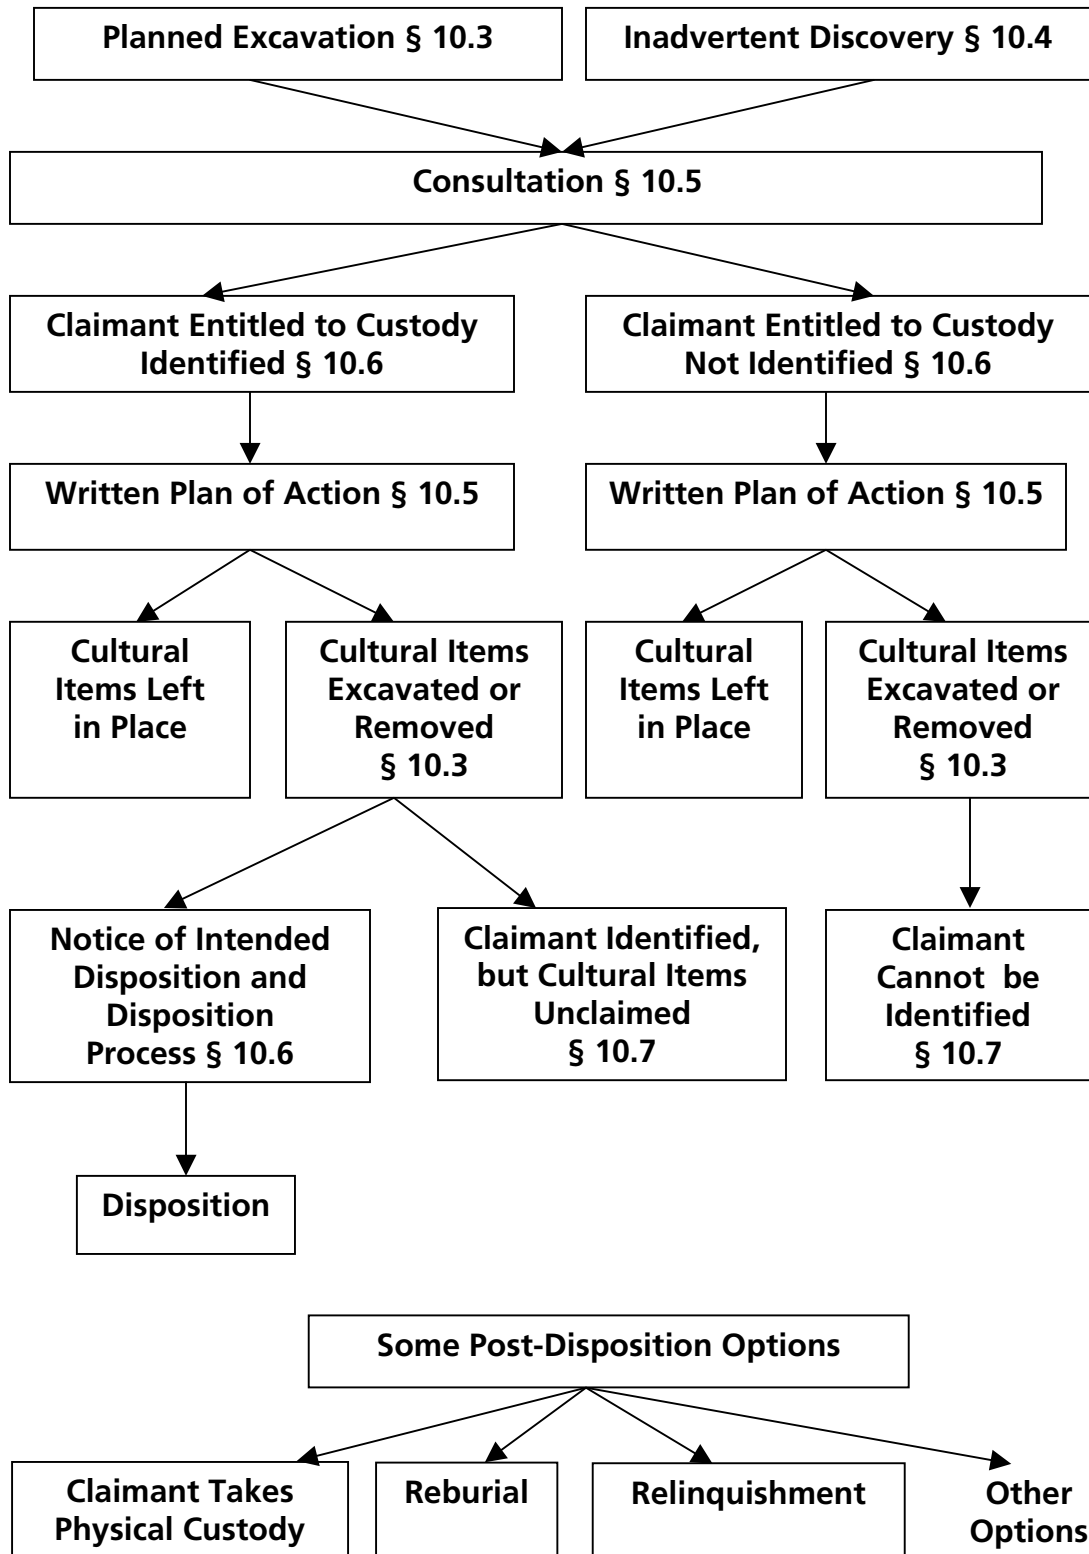 Planned Excavation § 10.3
Inadvertent Discovery § 10.4
Consultation § 10.5
Claimant Entitled to Custody
Identified § 10.6
Claimant Entitled to Custody
Not Identified § 10.6
Written Plan of Action § 10.5
Written Plan of Action § 10.5
Cultural
Items Left
in Place
Cultural Items
Excavated or
Removed
§ 10.3
Cultural
Items Left
in Place
Cultural Items
Excavated or
Removed
§ 10.3
Notice of Intended
Disposition and
Disposition
Process § 10.6
Claimant Identified,
but Cultural Items
Unclaimed
§ 10.7
Claimant
Cannot be
Identified
§ 10.7
Disposition
Some Post-Disposition Options
Claimant Takes
Physical Custody
Reburial
Relinquishment
Other
Options